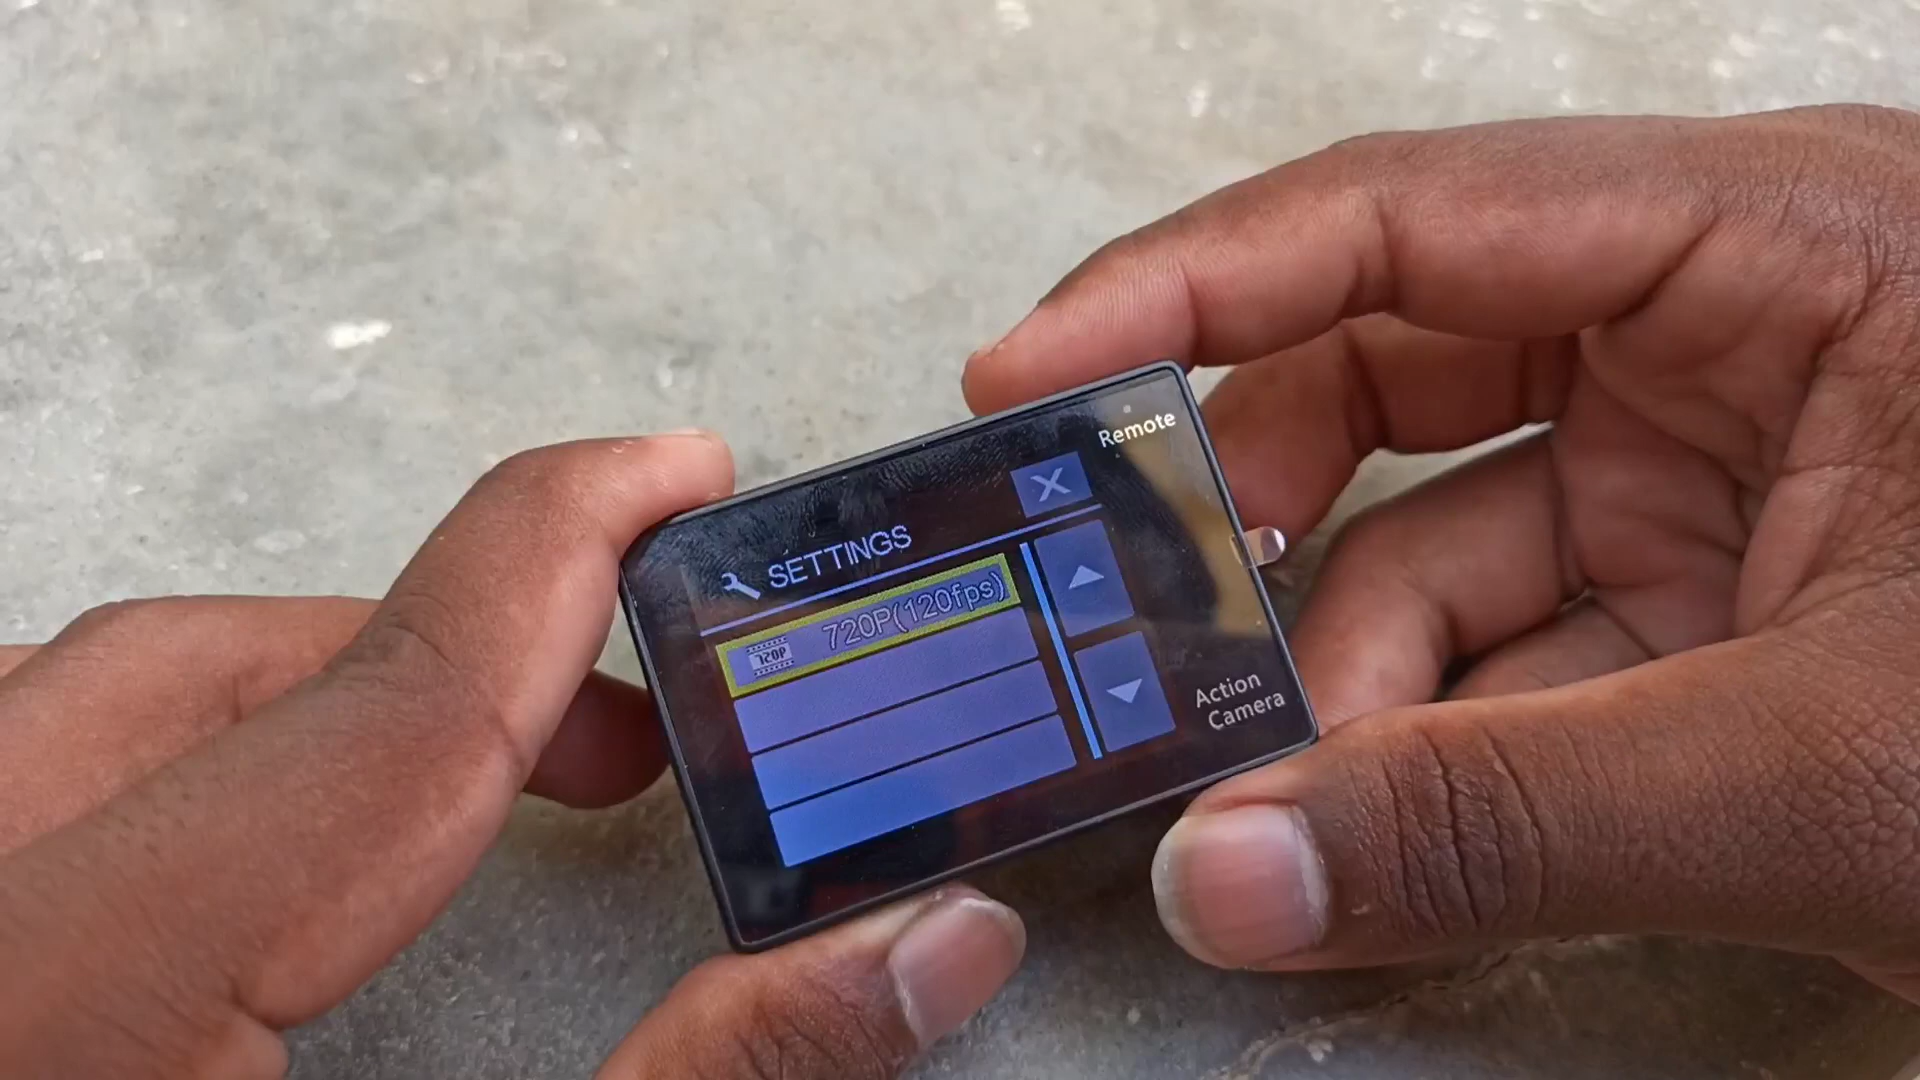 Remote
X
SETTINGS
720P 720P(120fps)
Action
Camera